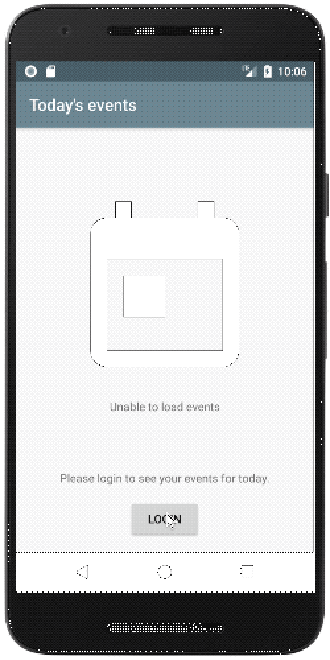 10:06
Today's events
Unable to load events
Please login to see your events for today.
LOGIN